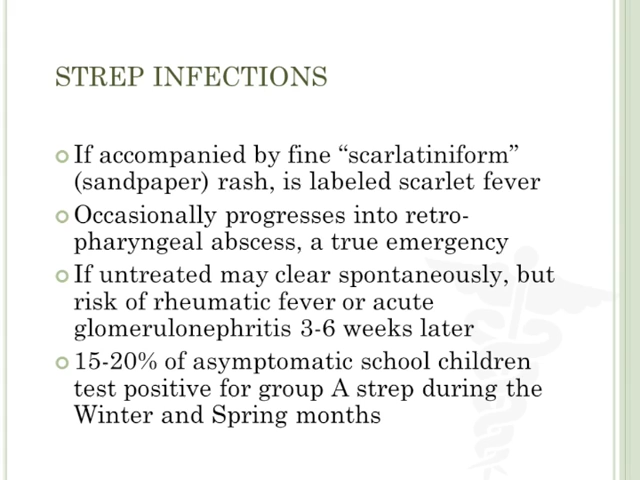 STREP INFECTIONS
If accompanied by fine “scarlatiniform”
(sandpaper) rash, is labeled scarlet fever
Occasionally progresses into retro-
pharyngeal abscess, a true emergency
If untreated may clear spontaneously, but
risk of rheumatic fever or acute
glomerulonephritis 3-6 weeks later
15-20% of asymptomatic school children
test positive for group A strep during the
Winter and Spring months